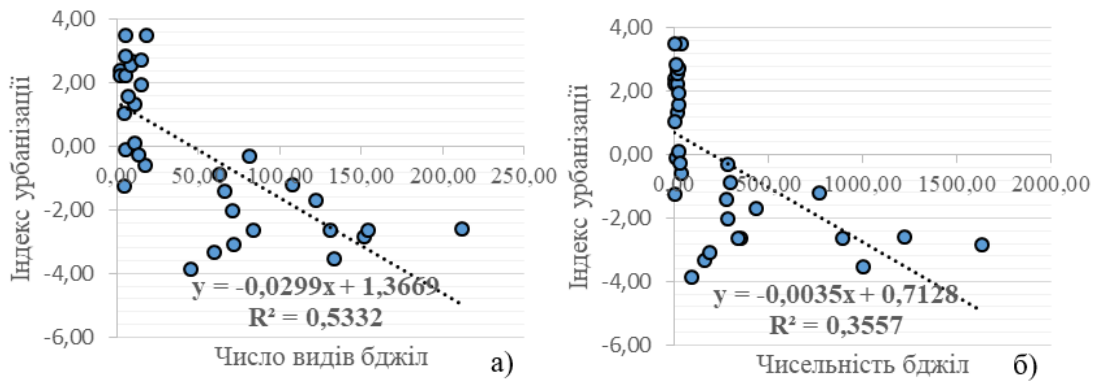 4,00
2,00
0,00
-2,00
-4,00
-6,00
Індекс урбанізації
0,00 50,00 100,00 150,00 200,00 250,00
y = -0,0299x + 1,3669
R² = 0,5332
Число видів бджіл
а)
4,00
2,00
0,00
-2,00
-4,00
-6,00
Індекс урбанізації
0,00 500,00 1000,00 1500,00 2000,00
y = -0,0035x + 0,7128
R² = 0,3557
Чисельність бджіл
б)